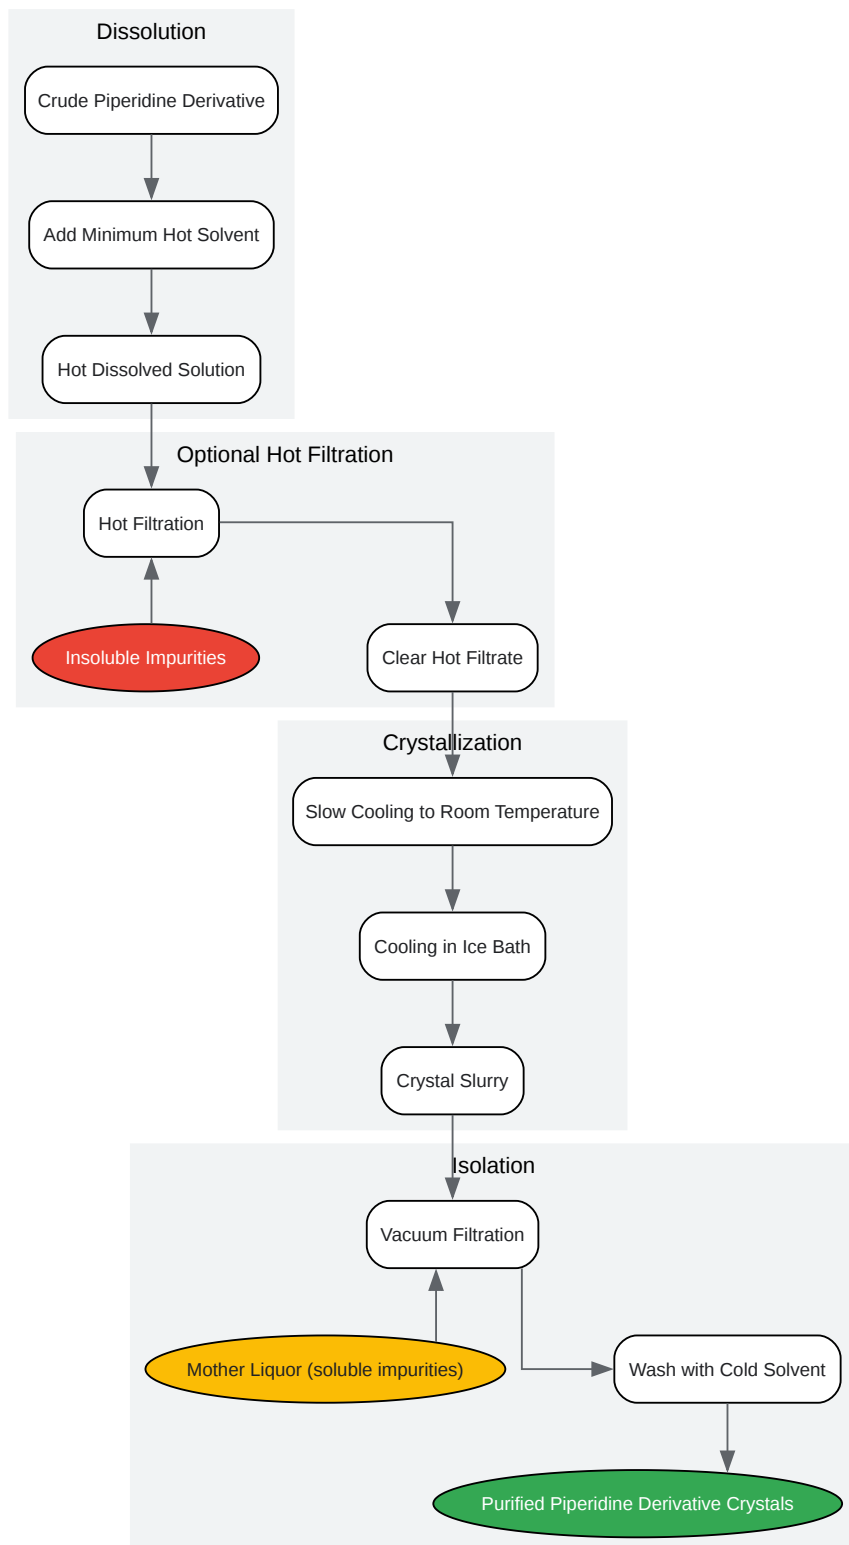 Dissolution
Crude Piperidine Derivative
Add Minimum Hot Solvent
Hot Dissolved Solution
Optional Hot Filtration
Hot Filtration
Insoluble Impurities
Clear Hot Filtrate
Crystallization
Slow Cooling to Room Temperature
Cooling in Ice Bath
Crystal Slurry
Isolation
Vacuum Filtration
Mother Liquor (soluble impurities)
Wash with Cold Solvent
Purified Piperidine Derivative Crystals